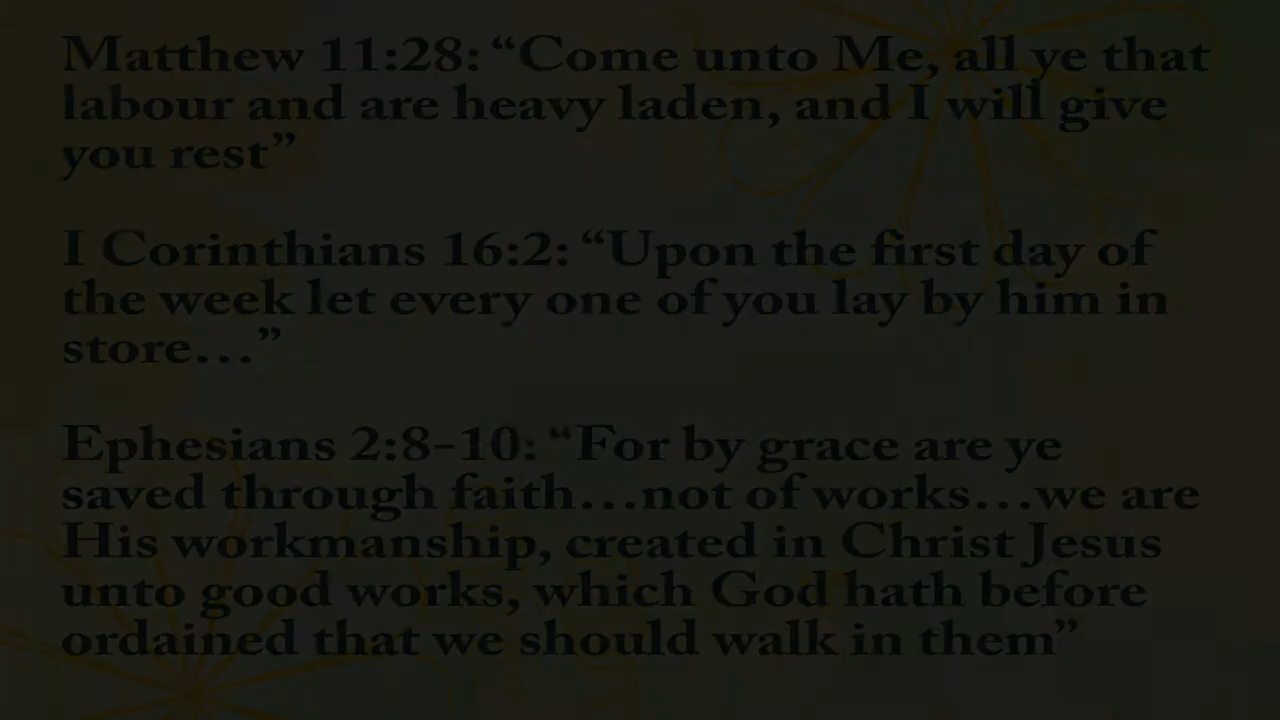 Matthew 11:28: “Come unto Me, all ye that
labour and are heavy laden, and I will give
you rest”
I Corinthians 16:2: “Upon the first day of
the week let every one of you lay by him in
store…”
Ephesians 2:8-10: “For by grace are ye
saved through faith…not of works…we are
His workmanship, created in Christ Jesus
unto good works, which God hath before
ordained that we should walk in them”